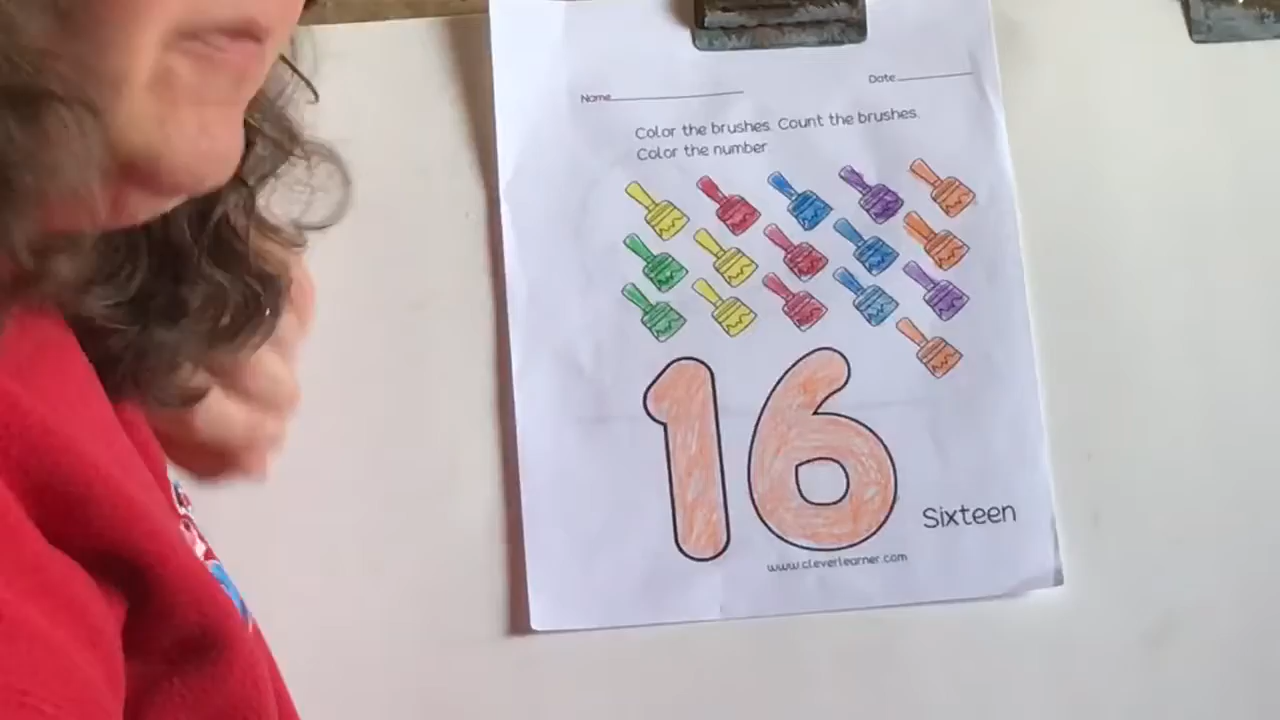 Name
Date
Color the brushes. Count the brushes.
Color the number
16
Sixteen
www.cleverlearner.com